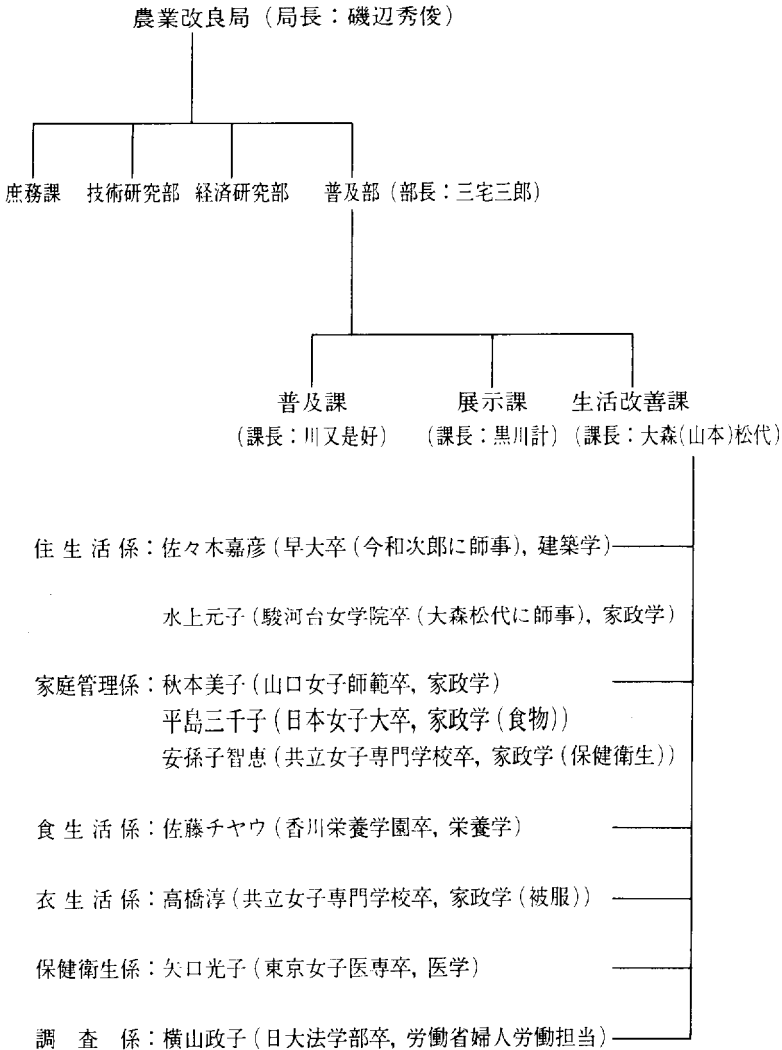 農業改良局（局長：磯辺秀俊）
庶務課　技術研究部　経済研究部　普及部（部長：三宅三郎）
普及課　展示課　生活改善課
（課長：川又是好）　（課長：黒川計）　（課長：大森(山本)松代）
住生活係：佐々木嘉彦（早大卒（今和次郎に師事），建築学）
水上元子（駿河台女学院卒（大森松代に師事），家政学）
家庭管理係：秋本美子（山口女子師範卒，家政学）
平島三千子（日本女子大卒，家政学（食物））
安孫子智恵（共立女子専門学校卒，家政学（保健衛生））
食生活係：佐藤チヤウ（香川栄養学園卒，栄養学）
衣生活係：高橋淳（共立女子専門学校卒，家政学（被服））
保健衛生係：矢口光子（東京女子医専卒，医学）
調査係：横山政子（日大法学部卒，労働省婦人労働担当）